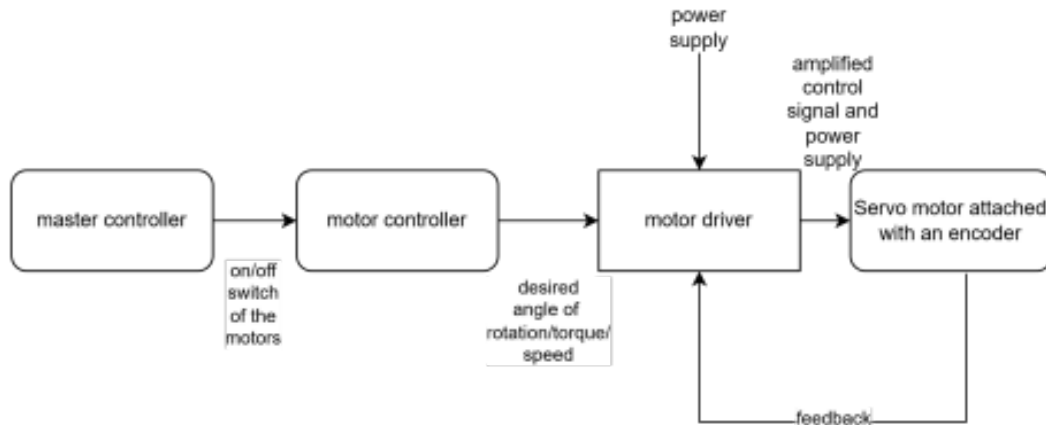 power
supply
amplified
control
signal and
power
supply
master controller
motor controller
motor driver
Servo motor attached
with an encoder
on/off
switch
of the
motors
desired
angle of
rotation/torque/
speed
feedback